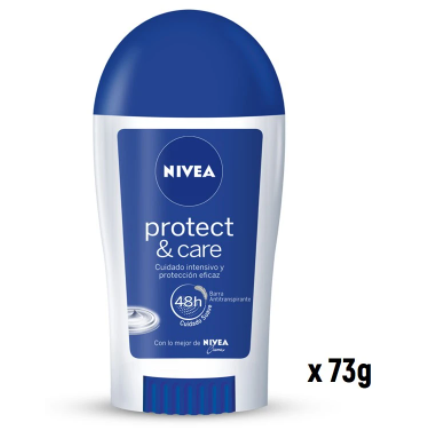 NIVEA
protect
& care
Cuidado intensivo y
protección eficaz
48h
Barra
Antitranspirante
Cuidado Suave
Con lo mejor de NIVEA
Creme
x 73g